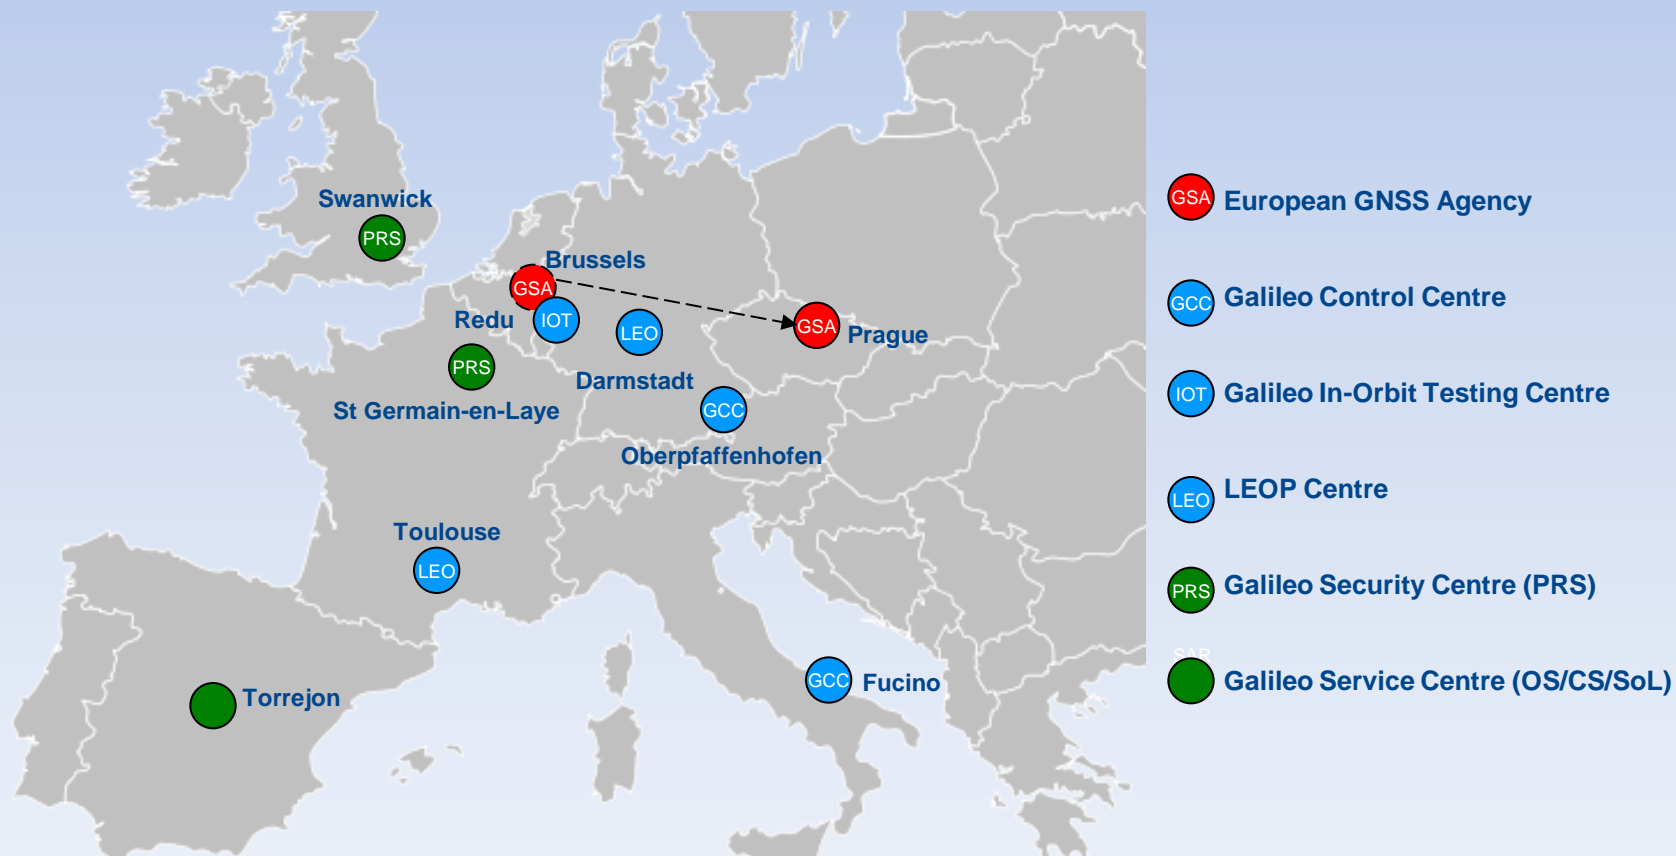 Swanwick
PRS
Brussels
GSA
Redu
IOT
LEO
GSA
Prague
PRS
Darmstadt
St Germain-en-Laye
GCC
Oberpfaffenhofen
Toulouse
LEO
Torrejon
GCC
Fucino
GSA European GNSS Agency
GCC Galileo Control Centre
IOT Galileo In-Orbit Testing Centre
LEO LEOP Centre
PRS Galileo Security Centre (PRS)
SAR
Galileo Service Centre (OS/CS/SoL)